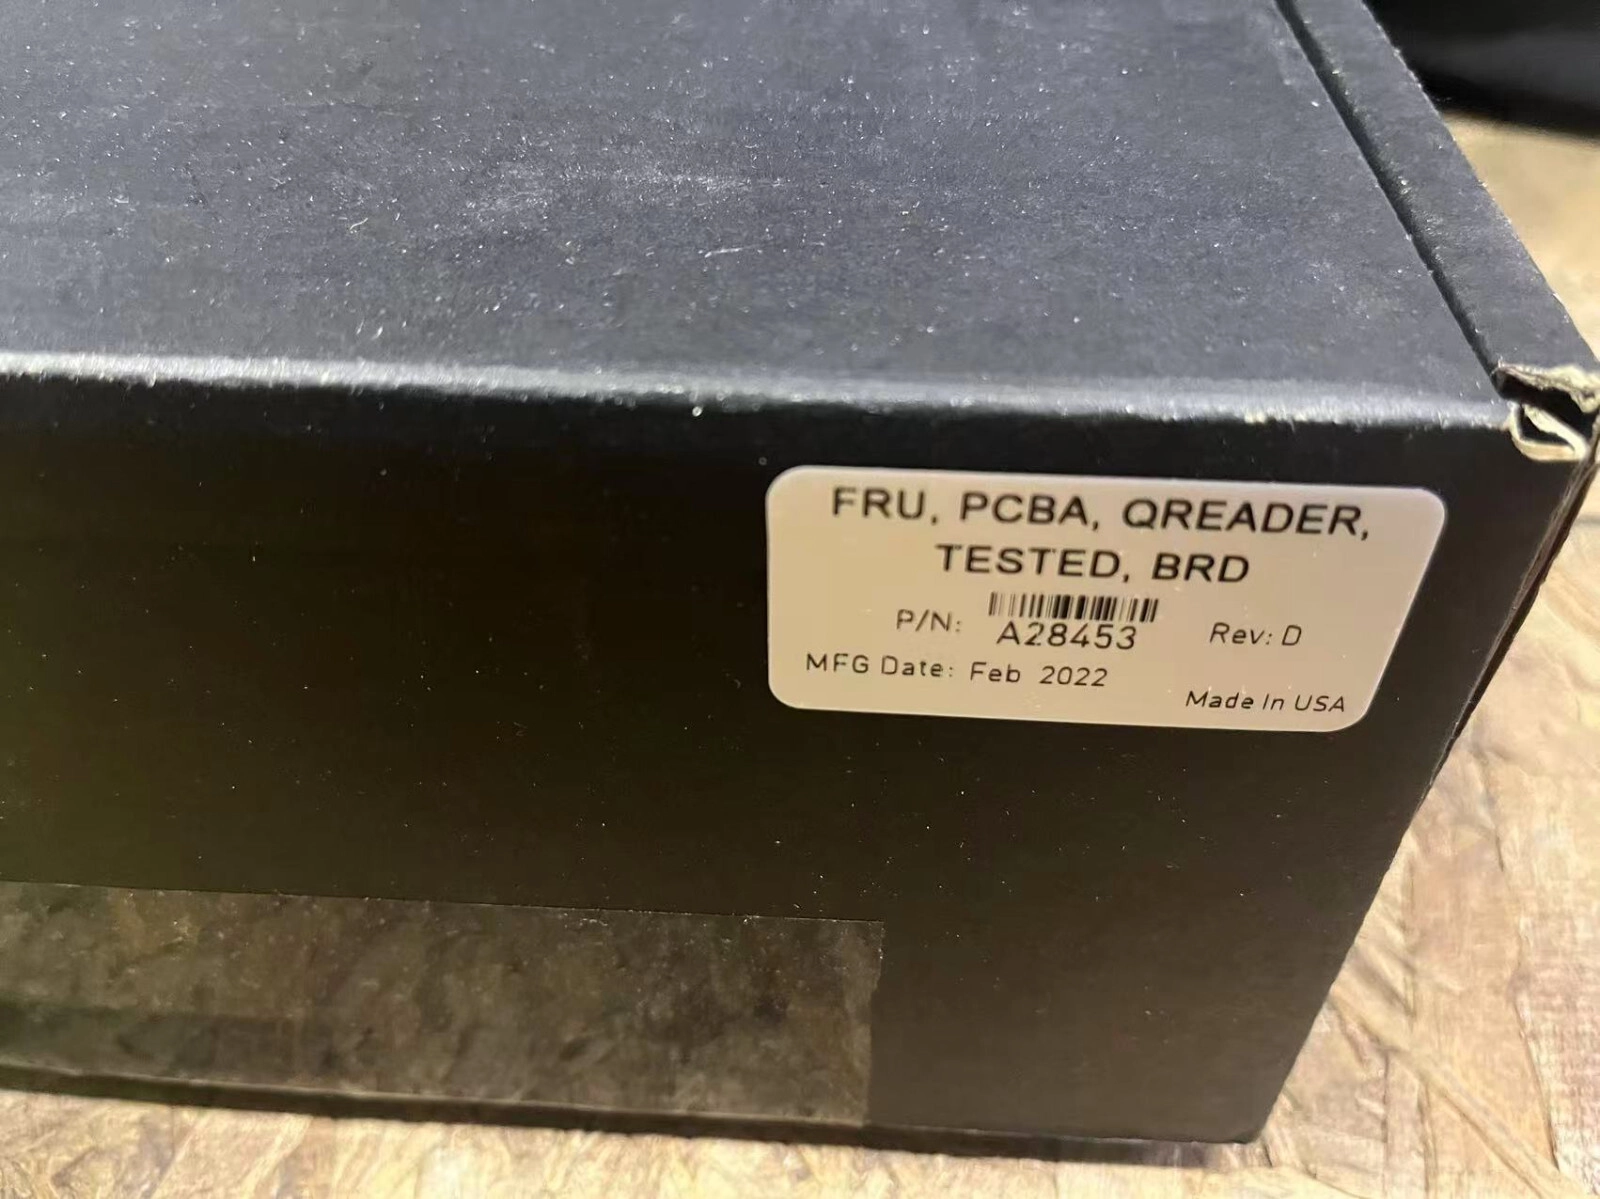 FRU, PCBA, QREADER,
TESTED, BRD
P/N: A28453 Rev: D
MFG Date: Feb 2022
Made In USA